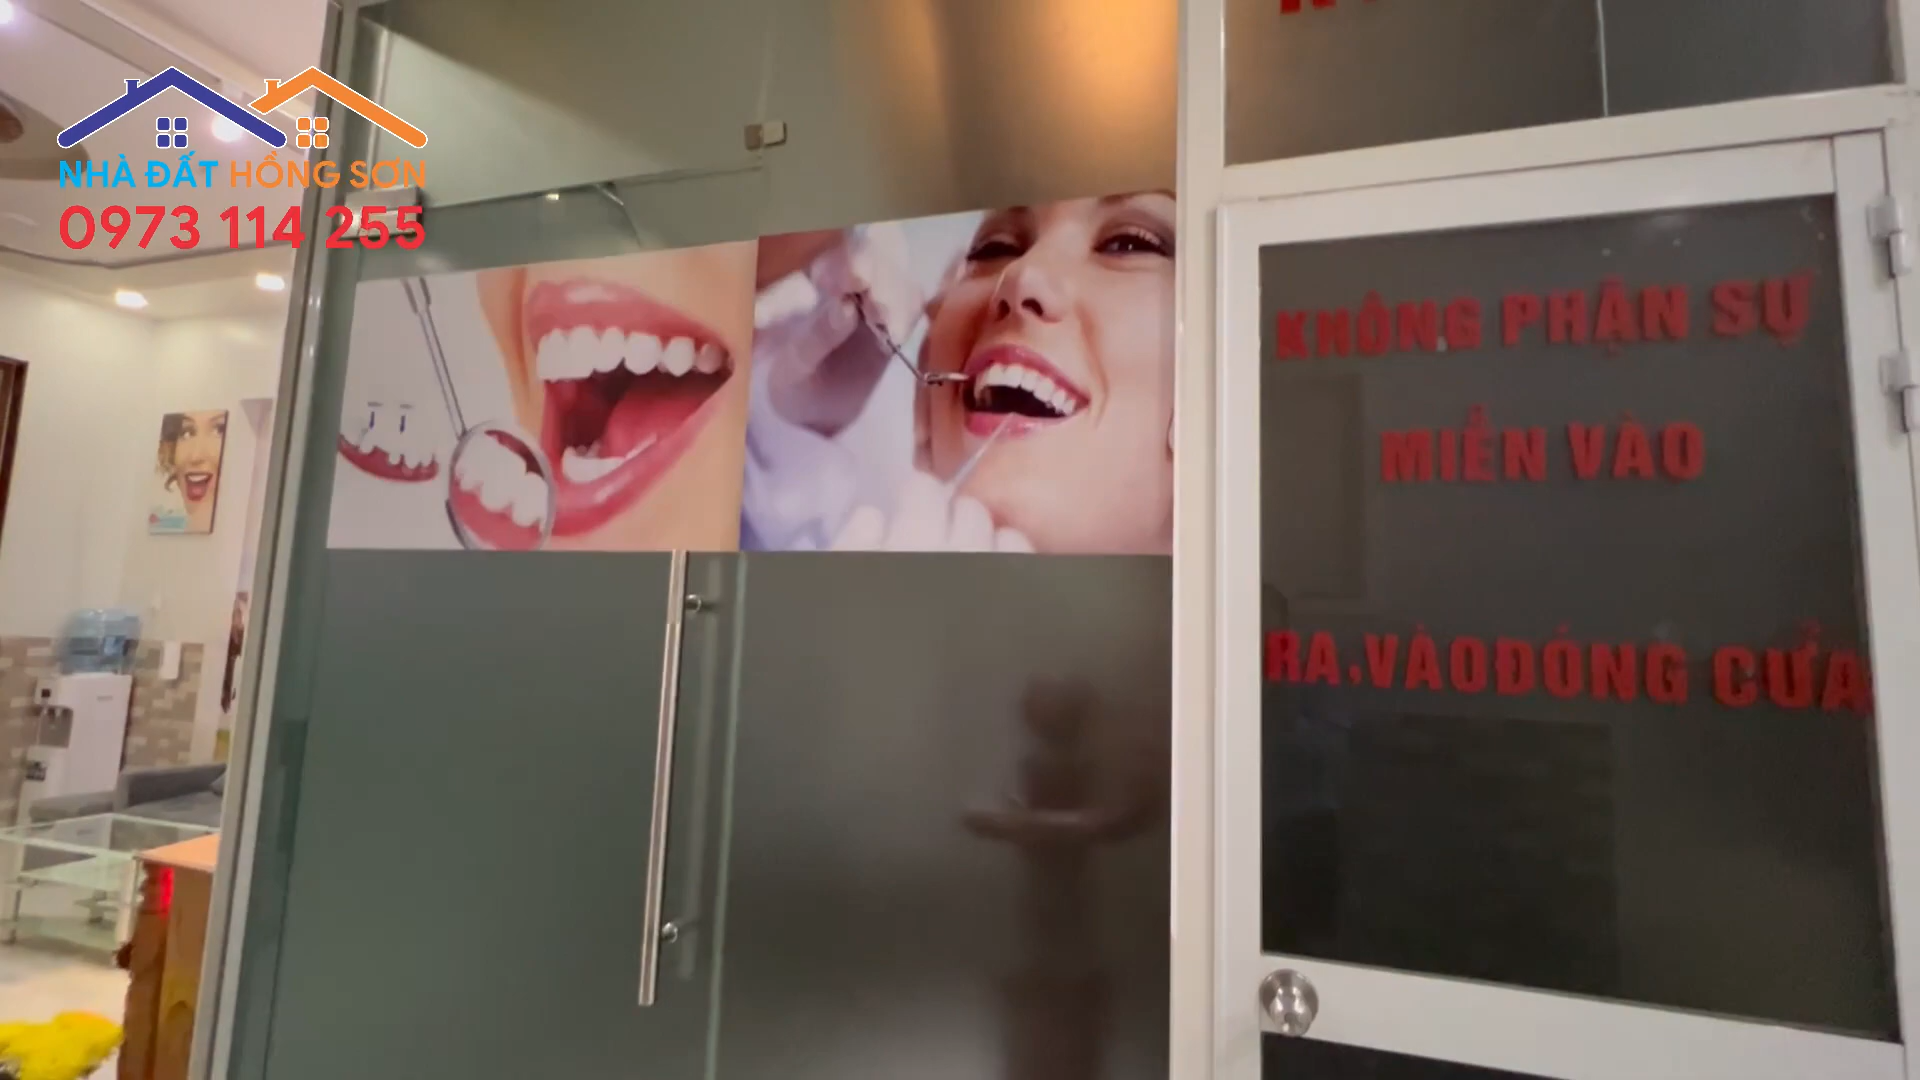 NHÀ ĐẤT HỒNG SƠN
0973 114 255
KHÔNG PHẬN SỰ
MIỄN VÀO
RA,VÀOĐÓNG CỬA